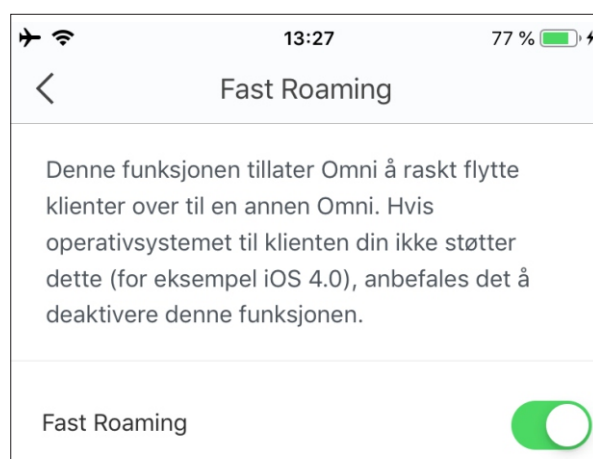 13:27
77 %
Fast Roaming
Denne funksjonen tillater Omni å raskt flytte
klienter over til en annen Omni. Hvis
operativsystemet til klienten din ikke støtter
dette (for eksempel iOS 4.0), anbefales det å
deaktivere denne funksjonen.
Fast Roaming